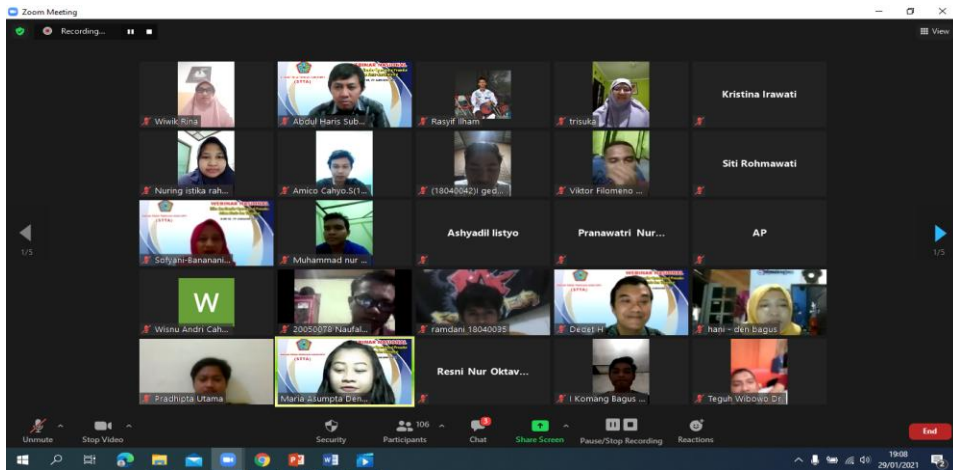 Zoom Meeting
Recording...
View
Wiwik Rina
Abdul Haris Sub...
Rasyif Ilham
trisuka
Kristina Irawati
Nuring istika rah...
Amico Cahyo.S(1...
(18040042)I ged...
Viktor Filomeno ...
Siti Rohmawati
Sofyani-Bananani...
Muhammad nur ...
Ashyadil listyo
Pranawatri Nur...
AP
1/5
1/5
W
Wisnu Andri Cah...
20050078 Naufal...
ramdani 18040035
Dedet H
hani - den bagus
Pradhipta Utama
Maria Asumpta Den...
Resni Nur Oktav...
I Komang Bagus ...
Teguh Wibowo Dr.
Unmute
Stop Video
Security
106
Participants
3
Chat
Share Screen
Pause/Stop Recording
Reactions
End
19:08
29/01/2021
2